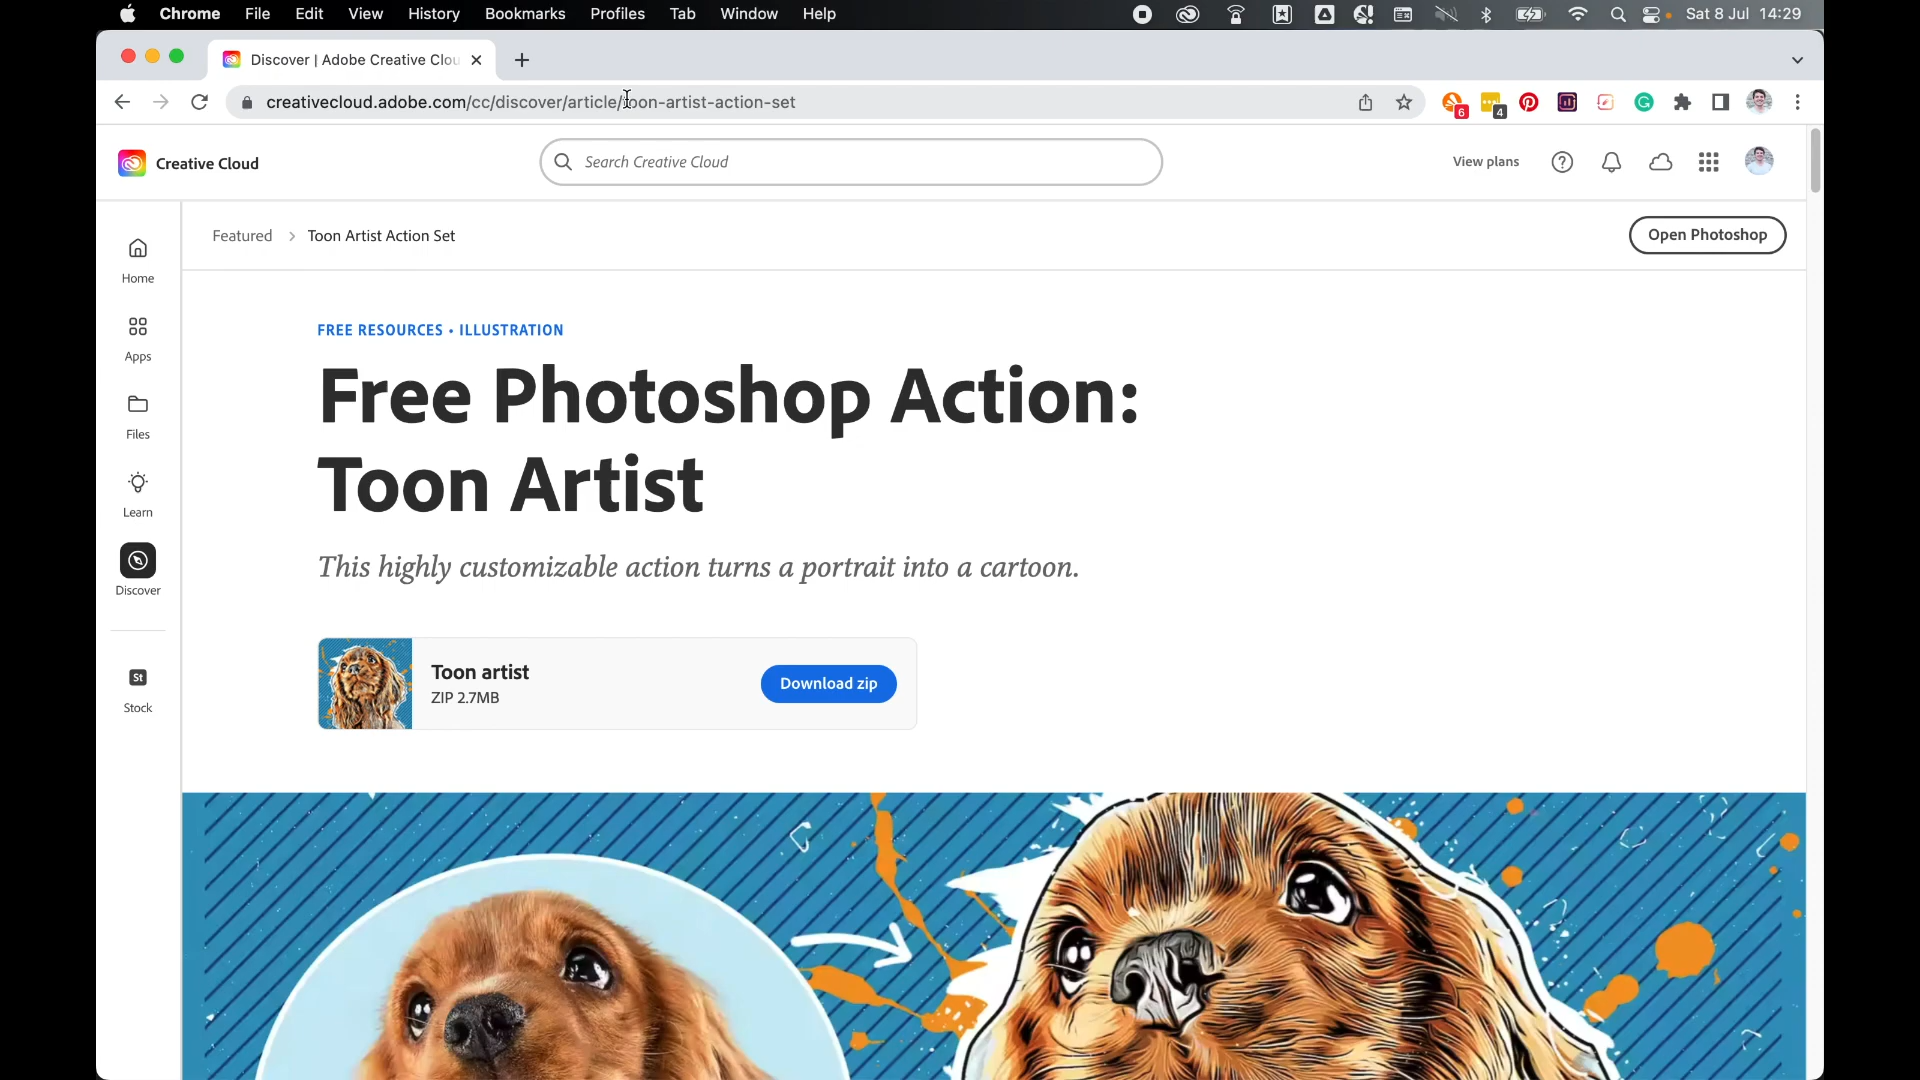 Chrome File Edit View History Bookmarks Profiles Tab Window Help Sat 8 Jul 14:29
Discover | Adobe Creative Clou
creativecloud.adobe.com/cc/discover/article/toon-artist-action-set
6
4
Creative Cloud
Search Creative Cloud
View plans
Featured > Toon Artist Action Set
Open Photoshop
Home
Apps
Files
Learn
Discover
St
Stock
FREE RESOURCES • ILLUSTRATION
Free Photoshop Action:
Toon Artist
This highly customizable action turns a portrait into a cartoon.
Toon artist
ZIP 2.7MB
Download zip